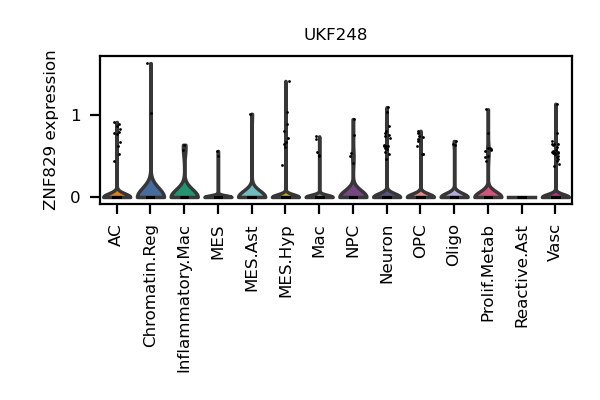 UKF248
ZNF829 expression
1
0
AC
Chromatin.Reg
Inflammatory.Mac
MES
MES.Ast
MES.Hyp
Mac
NPC
Neuron
OPC
Oligo
Prolif.Metab
Reactive.Ast
Vasc